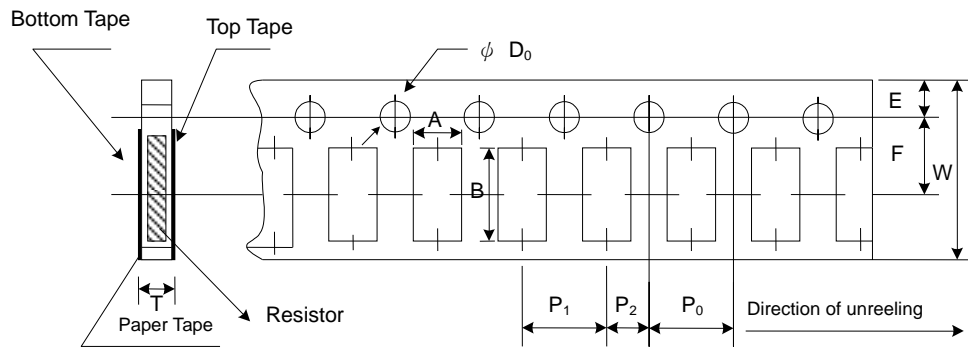 Bottom Tape
Top Tape
ψ D₀
E
A
F
W
B
T
P₁
P₂
P₀
Direction of unreeling
Resistor
Paper Tape